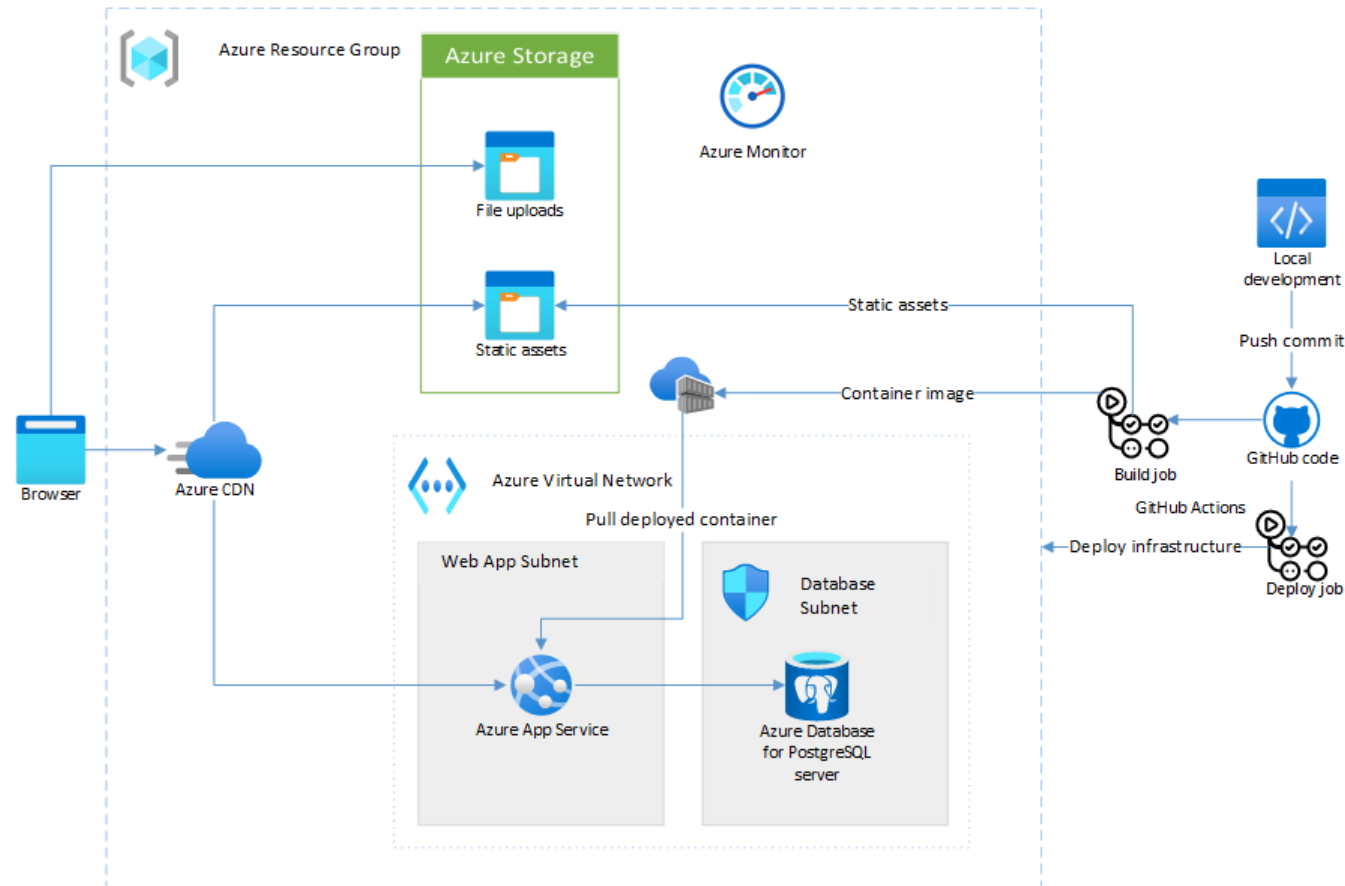 Azure Resource Group
Azure Storage
Azure Monitor
File uploads
Local
development
Static assets
Push commit
Static assets
Container image
GitHub code
Build job
Browser
Azure CDN
Azure Virtual Network
GitHub Actions
Pull deployed container
Deploy infrastructure
Web App Subnet
Database
Subnet
Deploy job
Azure App Service
Azure Database
for PostgreSQL
server